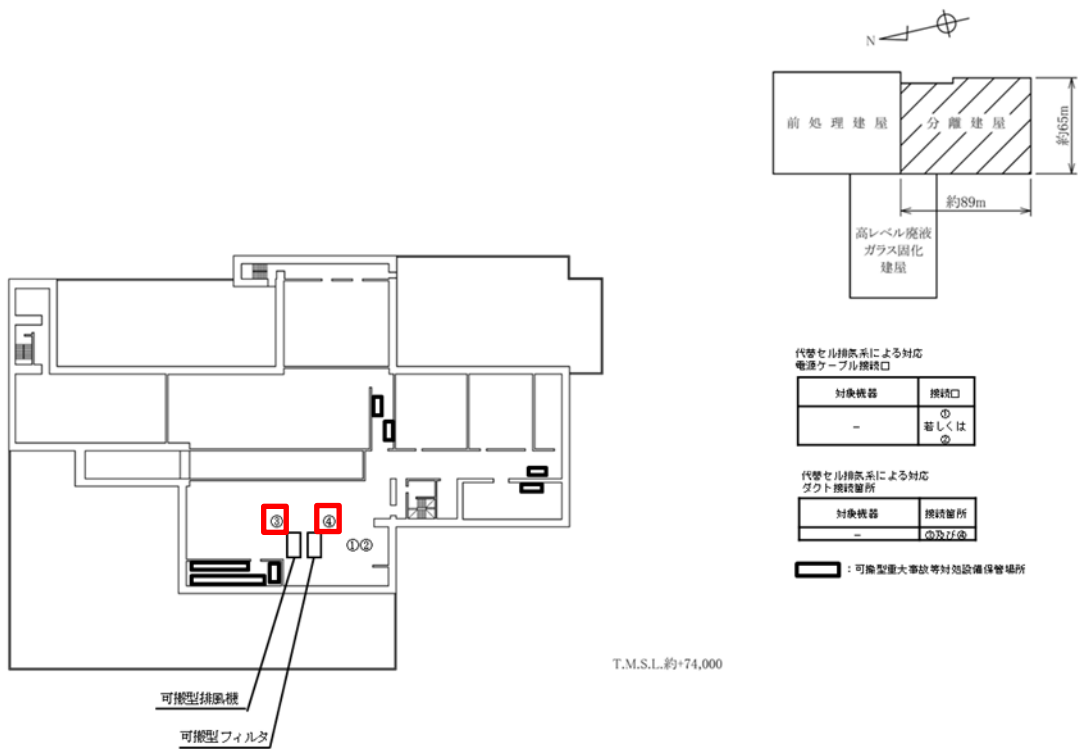 N
前処理建屋
分離建屋
約65m
約89m
高レベル廃液
ガラス固化
建屋
代替セル排気系による対応
電源ケーブル接続口
対象機器 接続口
－ ①
若しくは
②
代替セル排気系による対応
ダクト接続箇所
対象機器 接続箇所
－ ③及び④
：可搬型重大事故等対処設備保管場所
③ ④
①②
T.M.S.L.約+74,000
可搬型排風機
可搬型フィルタ